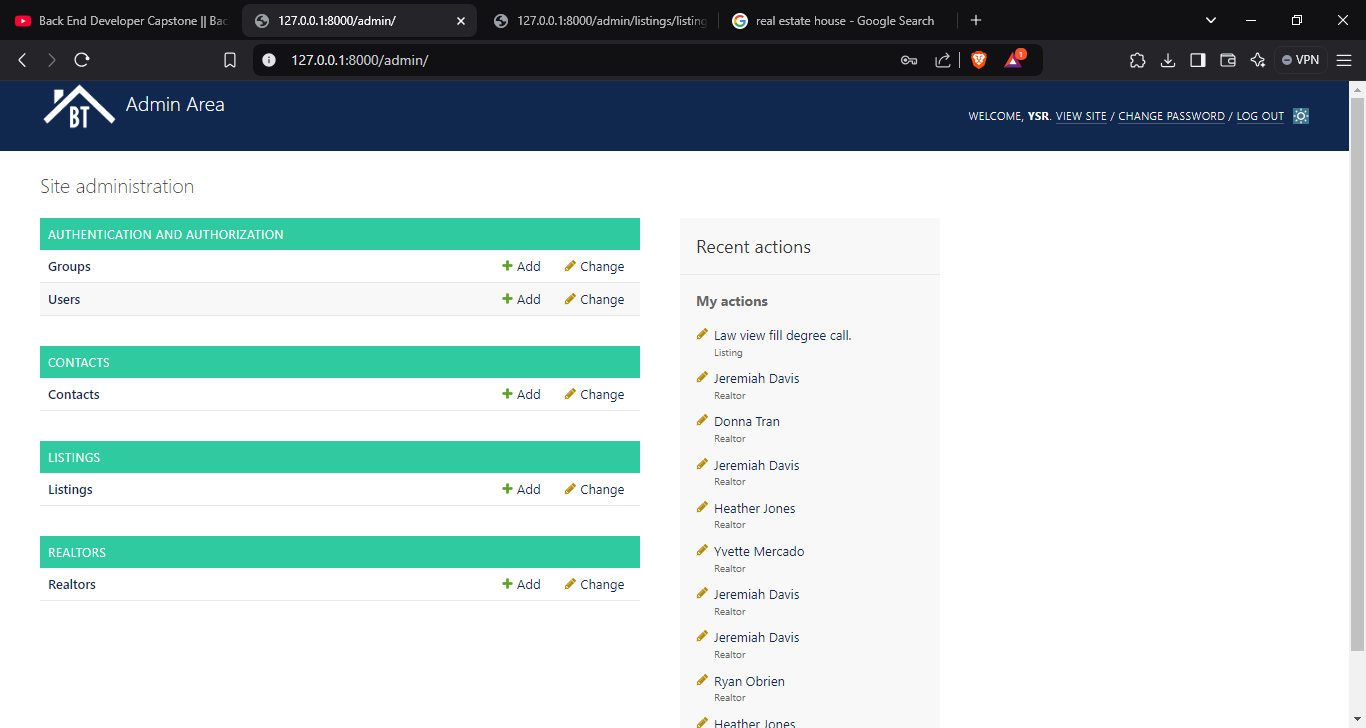 Back End Developer Capstone || Bac
127.0.0.1:8000/admin/
127.0.0.1:8000/admin/listings/listing
real estate house - Google Search
127.0.0.1:8000/admin/
1
VPN
BT
Admin Area
WELCOME, YSR. VIEW SITE / CHANGE PASSWORD / LOG OUT
Site administration
AUTHENTICATION AND AUTHORIZATION
Groups Add Change
Users Add Change
CONTACTS
Contacts Add Change
LISTINGS
Listings Add Change
REALTORS
Realtors Add Change
Recent actions
My actions
Law view fill degree call.
Listing
Jeremiah Davis
Realtor
Donna Tran
Realtor
Jeremiah Davis
Realtor
Heather Jones
Realtor
Yvette Mercado
Realtor
Jeremiah Davis
Realtor
Jeremiah Davis
Realtor
Ryan Obrien
Realtor
Heather Jones